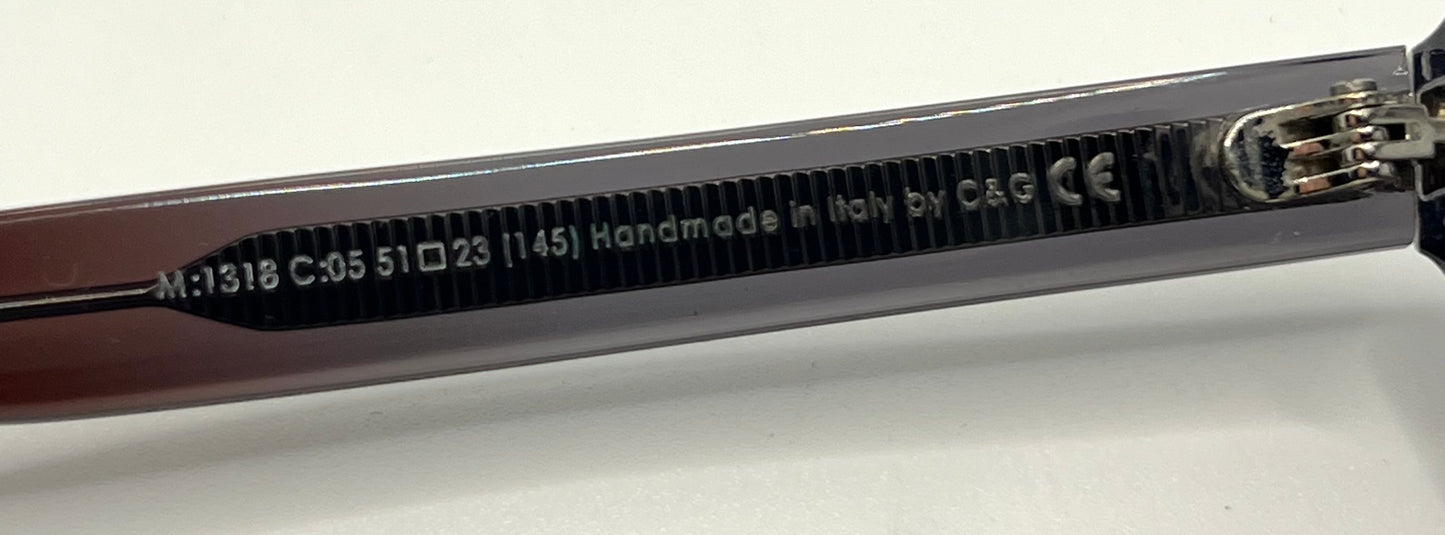 M:1318 C:05 51□23 (145) Handmade in Italy by C&G CE